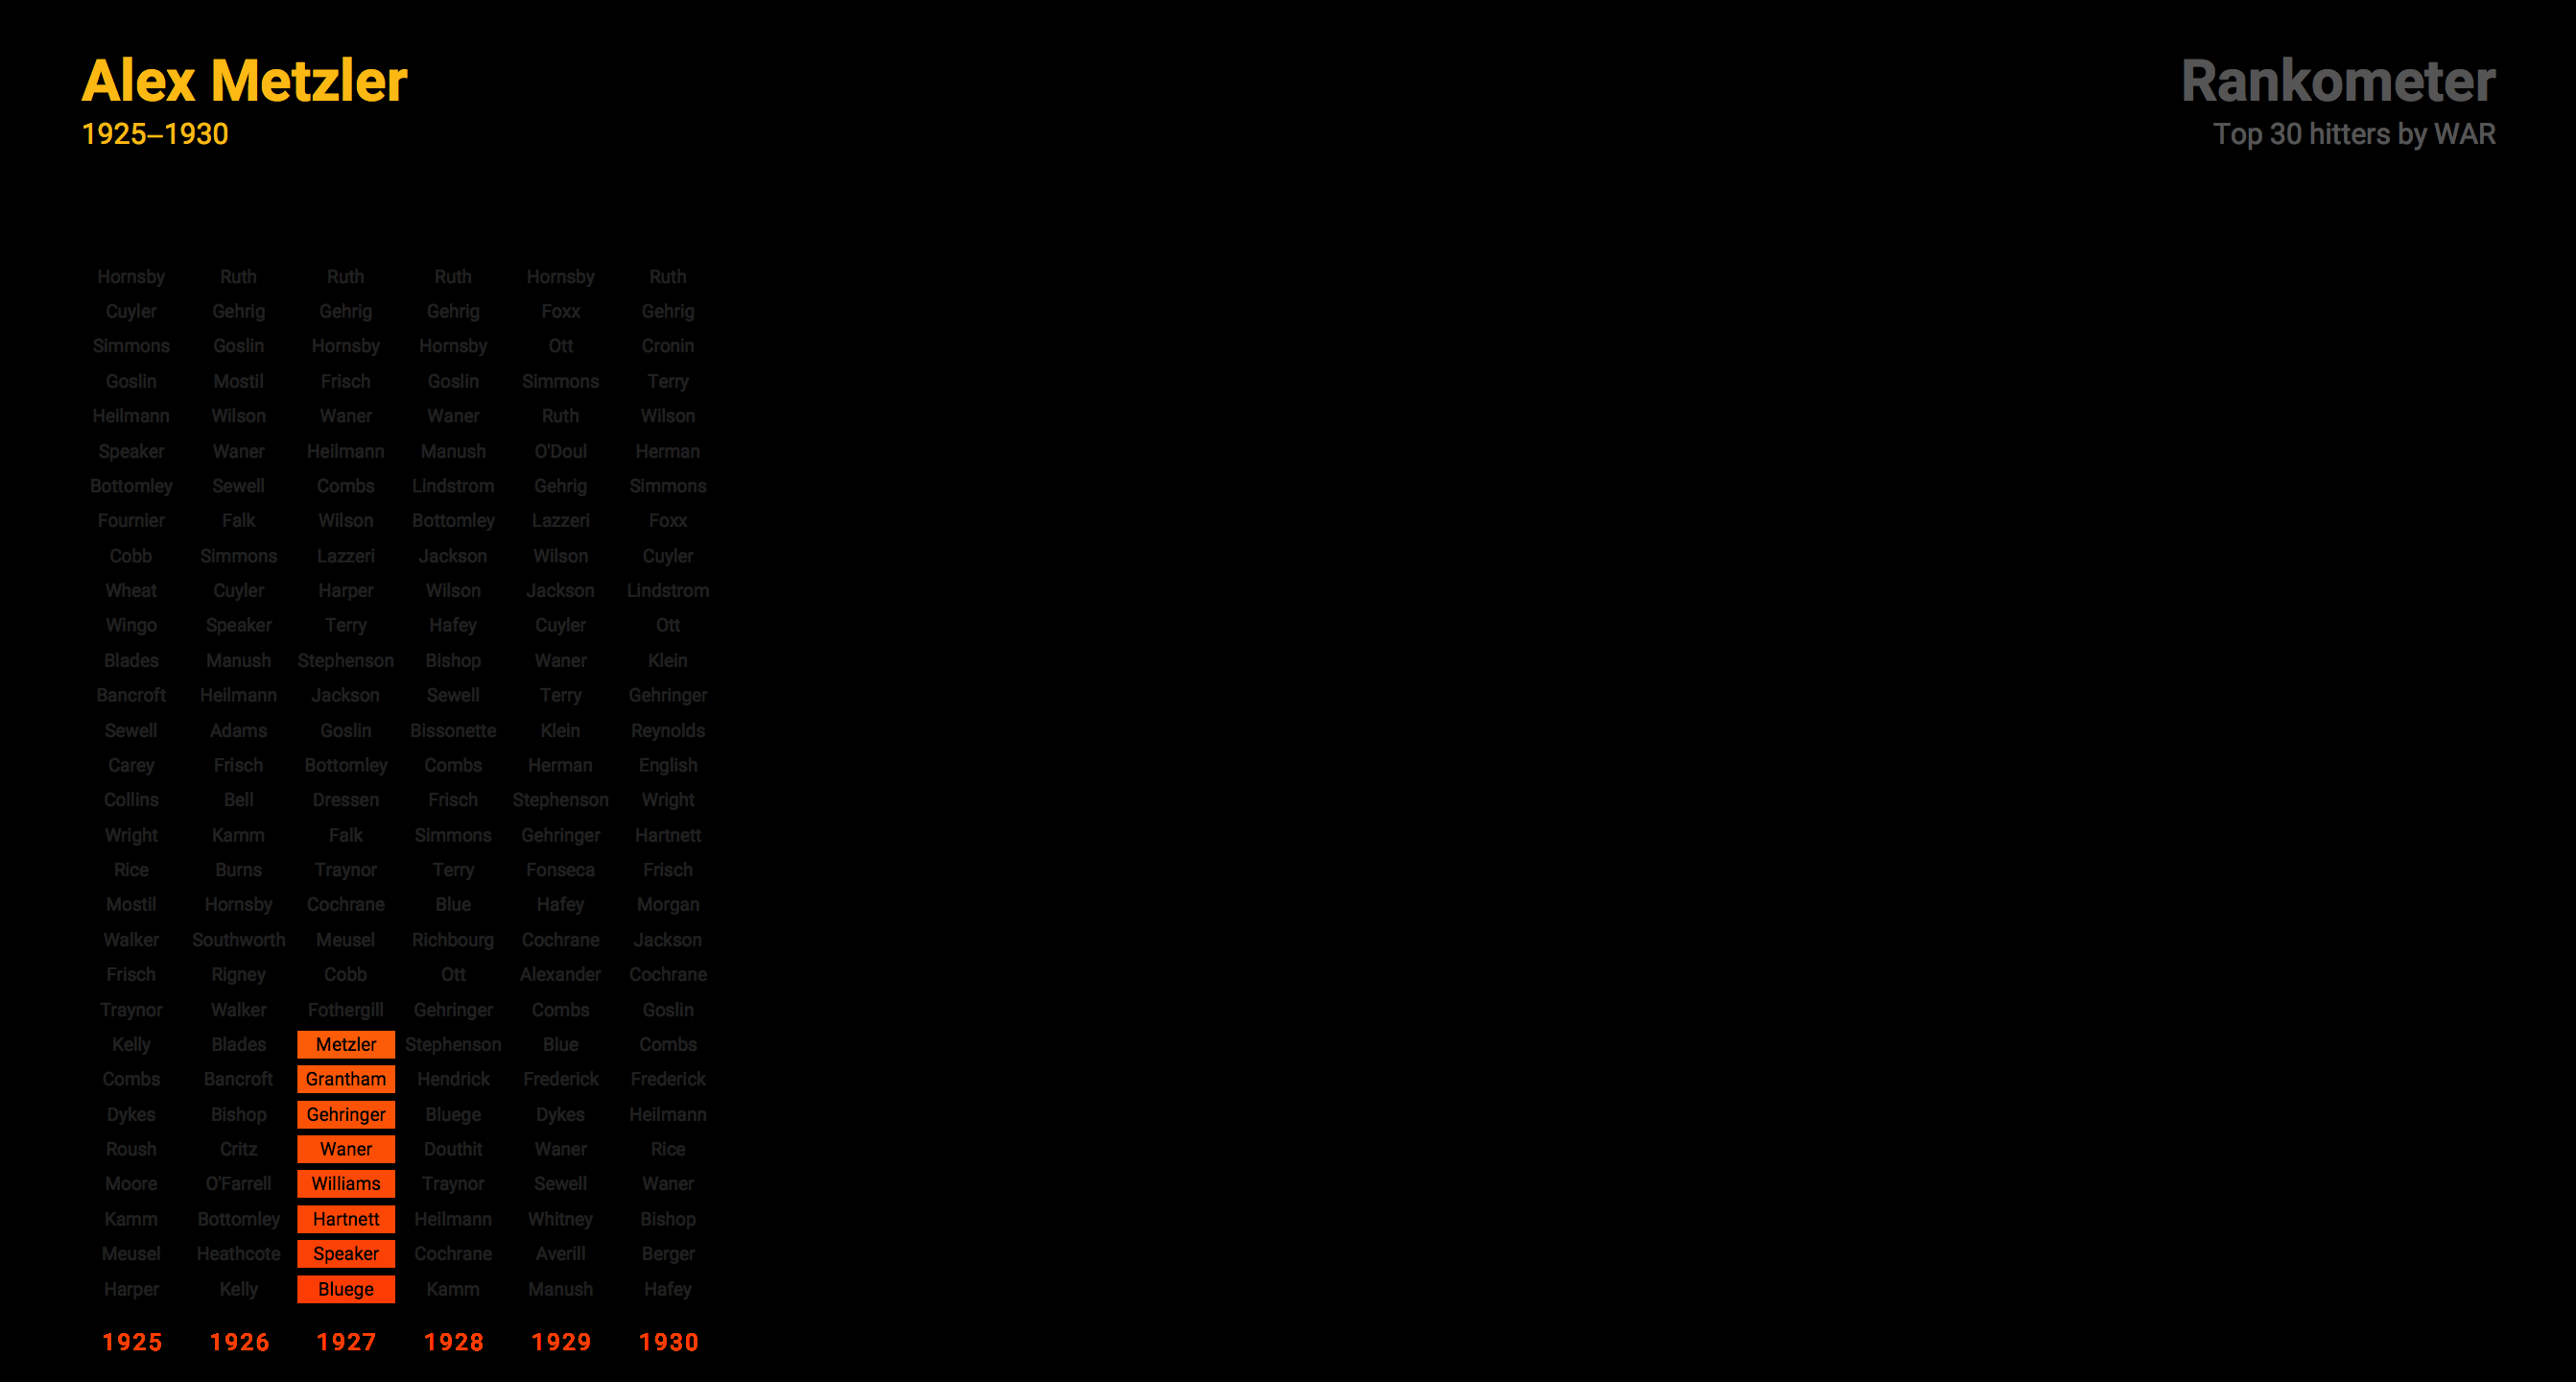 Alex Metzler
1925–1930
Rankometer
Top 30 hitters by WAR
Hornsby Ruth Ruth Ruth Hornsby Ruth
Cuyler Gehrig Gehrig Gehrig Foxx Gehrig
Simmons Goslin Hornsby Hornsby Ott Cronin
Goslin Mostil Frisch Goslin Simmons Terry
Heilmann Wilson Waner Waner Ruth Wilson
Speaker Waner Heilmann Manush O'Doul Herman
Bottomley Sewell Combs Lindstrom Gehrig Simmons
Fournier Falk Wilson Bottomley Lazzeri Foxx
Cobb Simmons Lazzeri Jackson Wilson Cuyler
Wheat Cuyler Harper Wilson Jackson Lindstrom
Wingo Speaker Terry Hafey Cuyler Ott
Blades Manush Stephenson Bishop Waner Klein
Bancroft Heilmann Jackson Sewell Terry Gehringer
Sewell Adams Goslin Bissonette Klein Reynolds
Carey Frisch Bottomley Combs Herman English
Collins Bell Dressen Frisch Stephenson Wright
Wright Kamm Falk Simmons Gehringer Hartnett
Rice Burns Traynor Terry Fonseca Frisch
Mostil Hornsby Cochrane Blue Hafey Morgan
Walker Southworth Meusel Richbourg Cochrane Jackson
Frisch Rigney Cobb Ott Alexander Cochrane
Traynor Walker Fothergill Gehringer Combs Goslin
Kelly Blades Metzler Stephenson Blue Combs
Combs Bancroft Grantham Hendrick Frederick Frederick
Dykes Bishop Gehringer Bluege Dykes Heilmann
Roush Critz Waner Douthit Waner Rice
Moore O'Farrell Williams Traynor Sewell Waner
Kamm Bottomley Hartnett Heilmann Whitney Bishop
Meusel Heathcote Speaker Cochrane Averill Berger
Harper Kelly Bluege Kamm Manush Hafey
1925 1926 1927 1928 1929 1930